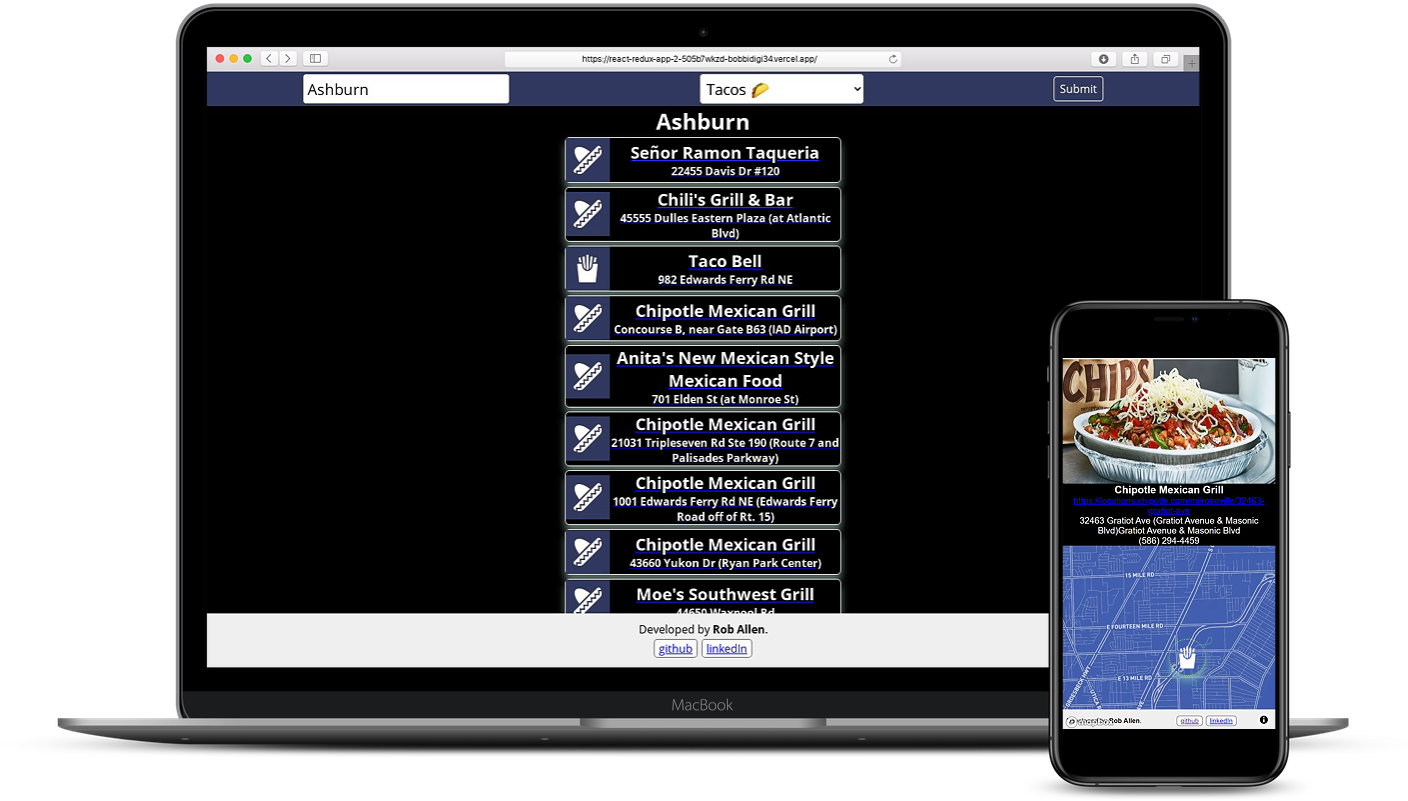 https://react-redux-app-2-505b7wkzd-bobbidigi34.vercel.app/
Ashburn
Tacos 🌮
Submit
Ashburn
Señor Ramon Taqueria
22455 Davis Dr #120
Chili's Grill & Bar
45555 Dulles Eastern Plaza (at Atlantic
Blvd)
Taco Bell
982 Edwards Ferry Rd NE
Chipotle Mexican Grill
Concourse B, near Gate B63 (IAD Airport)
Anita's New Mexican Style
Mexican Food
701 Elden St (at Monroe St)
Chipotle Mexican Grill
21031 Tripleseven Rd Ste 190 (Route 7 and
Palisades Parkway)
Chipotle Mexican Grill
1001 Edwards Ferry Rd NE (Edwards Ferry
Road off of Rt. 15)
Chipotle Mexican Grill
43660 Yukon Dr (Ryan Park Center)
Moe's Southwest Grill
44650 Waxpool Rd
Developed by Rob Allen.
github
linkedIn
MacBook
CHIPS
Chipotle Mexican Grill
gratiot-ave
32463 Gratiot Ave (Gratiot Avenue & Masonic
Blvd)Gratiot Avenue & Masonic Blvd
(586) 294-4459
15 MILE RD
E FOURTEEN MILE RD
E 13 MILE RD
GROESBECK HWY
UTICA R
AVE
S
mapbox
Rob Allen.
github
linkedIn